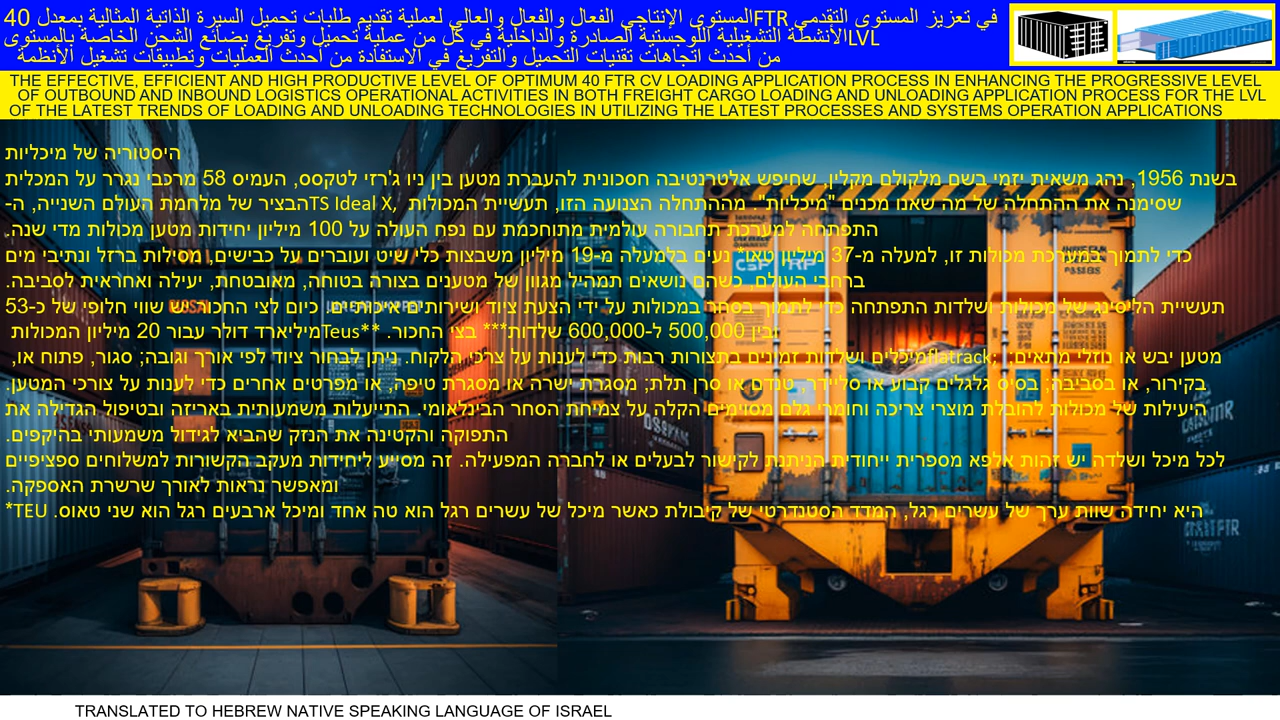 في تعزيز المستوى التقدمي FTRالمستوى الإنتاجي الفعال والفعال والعالي لعملية تقديم طلبات تحميل السيرة الذاتية المثالية بمعدل 40
LVLالأنشطة التشغيلية اللوجستية الصادرة والداخلية في كل من عملية تحميل وتفريغ بضائع الشحن الخاصة بالمستوى
من أحدث اتجاهات تقنيات التحميل والتفريغ في الاستفادة من أحدث العمليات وتطبيقات تشغيل الأنظمة
THE EFFECTIVE, EFFICIENT AND HIGH PRODUCTIVE LEVEL OF OPTIMUM 40 FTR CV LOADING APPLICATION PROCESS IN ENHANCING THE PROGRESSIVE LEVEL
OF OUTBOUND AND INBOUND LOGISTICS OPERATIONAL ACTIVITIES IN BOTH FREIGHT CARGO LOADING AND UNLOADING APPLICATION PROCESS FOR THE LVL
OF THE LATEST TRENDS OF LOADING AND UNLOADING TECHNOLOGIES IN UTILIZING THE LATEST PROCESSES AND SYSTEMS OPERATION APPLICATIONS
היסטוריה של מיכליות
בשנת 1956, נהג משאית יזמי בשם מלקולם מקלין, שחיפש אלטרנטיבה חסכונית להעברת מטען בין ניו ג'רזי לטקסס, העמיס 58 מרכבי נגרר על המכלית
שסימנה את ההתחלה של מה שאנו מכנים "מיכליות". מההתחלה הצנועה הזו, תעשיית המכולות ,TS Ideal Xהבציר של מלחמת העולם השנייה, ה-
התפתחה למערכת תחבורה עולמית מתוחכמת עם נפח העולה על 100 מיליון יחידות מטען מכולות מדי שנה.
כדי לתמוך במערכת מכולות זו, למעלה מ-37 מיליון טאו* נעים בלמעלה מ-19 מיליון משבצות כלי שיט ועוברים על כבישים, מסילות ברזל ונתיבי מים
ברחבי העולם, כשהם נושאים תמהיל מגוון של מטענים בצורה בטוחה, מאובטחת, יעילה ואחראית לסביבה.
תעשיית הליסינג של מכולות ושלדות התפתחה כדי לתמוך בסחר במכולות על ידי הצעת ציוד ושירותים איכותיים. כיום לצי החכור יש שווי חלופי של כ-53
ובין 500,000 ל-600,000 שלדות*** בצי החכור. **Teusמיליארד דולר עבור 20 מיליון המכולות
מטען יבש או נוזלי מתאים: ;flatrackמיכלים ושלדות זמינים בתצורות רבות כדי לענות על צרכי הלקוח. ניתן לבחור ציוד לפי אורך וגובה; סגור, פתוח או,
בקירור, או בסביבה; בסיס גלגלים קבוע או סליידר, טנדם או סרן תלת; מסגרת ישרה או מסגרת טיפה, או מפרטים אחרים כדי לענות על צורכי המטען.
היעילות של מכולות להובלת מוצרי צריכה וחומרי גלם מסוימים הקלה על צמיחת הסחר הבינלאומי. התייעלות משמעותית באריזה ובטיפול הגדילה את
התפוקה והקטינה את הנזק שהביא לגידול משמעותי בהיקפים.
לכל מיכל ושלדה יש זהות אלפא מספרית ייחודית הניתנת לקישור לבעלים או לחברה המפעילה. זה מסייע ליחידות מעקב הקשורות למשלוחים ספציפיים
ומאפשר נראות לאורך שרשרת האספקה.
היא יחידה שוות ערך של עשרים רגל, המדד הסטנדרטי של קיבולת כאשר מיכל של עשרים רגל הוא טה אחד ומיכל ארבעים רגל הוא שני טאוס. TEU*
TRANSLATED TO HEBREW NATIVE SPEAKING LANGUAGE OF ISRAEL